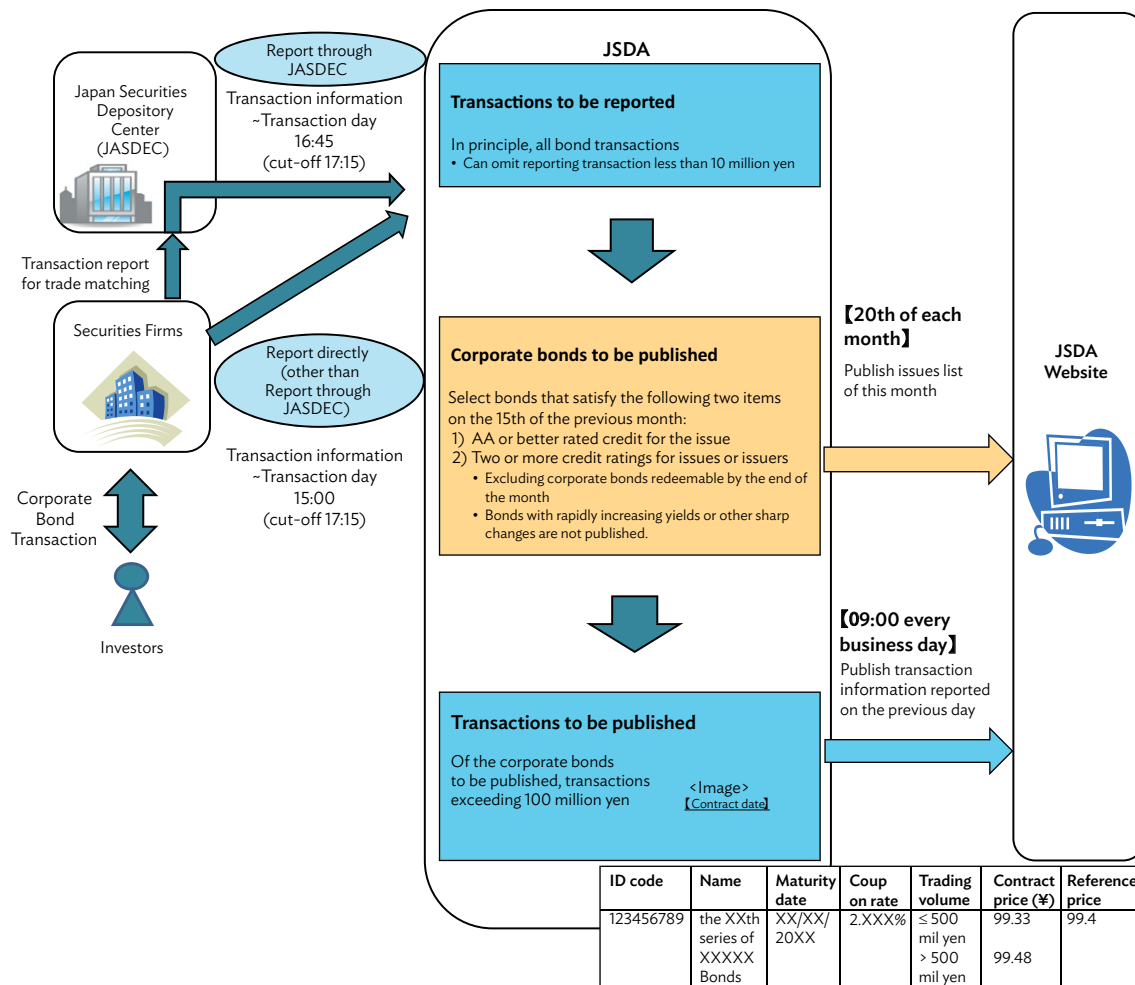 Japan Securities
Depository
Center
(JASDEC)
Report through
JASDEC
Transaction information
~Transaction day
16:45
(cut-off 17:15)
Transaction report
for trade matching
Securities Firms
Report directly
(other than
Report through
JASDEC)
Transaction information
~Transaction day
15:00
(cut-off 17:15)
Corporate
Bond
Transaction
Investors
JSDA
Transactions to be reported
In principle, all bond transactions
• Can omit reporting transaction less than 10 million yen
Corporate bonds to be published
Select bonds that satisfy the following two items
on the 15th of the previous month:
1) AA or better rated credit for the issue
2) Two or more credit ratings for issues or issuers
• Excluding corporate bonds redeemable by the end of
the month
• Bonds with rapidly increasing yields or other sharp
changes are not published.
Transactions to be published
Of the corporate bonds
to be published, transactions
exceeding 100 million yen
<Image>
【Contract date】
【20th of each
month】
Publish issues list
of this month
【09:00 every
business day】
Publish transaction
information reported
on the previous day
JSDA
Website
ID code Name Maturity Coup Trading Contract Reference
date on rate volume price (¥) price
123456789 the XXth XX/XX/ 2.XXX% ≤ 500 99.33 99.4
series of 20XX mil yen
XXXXX > 500 99.48
Bonds mil yen